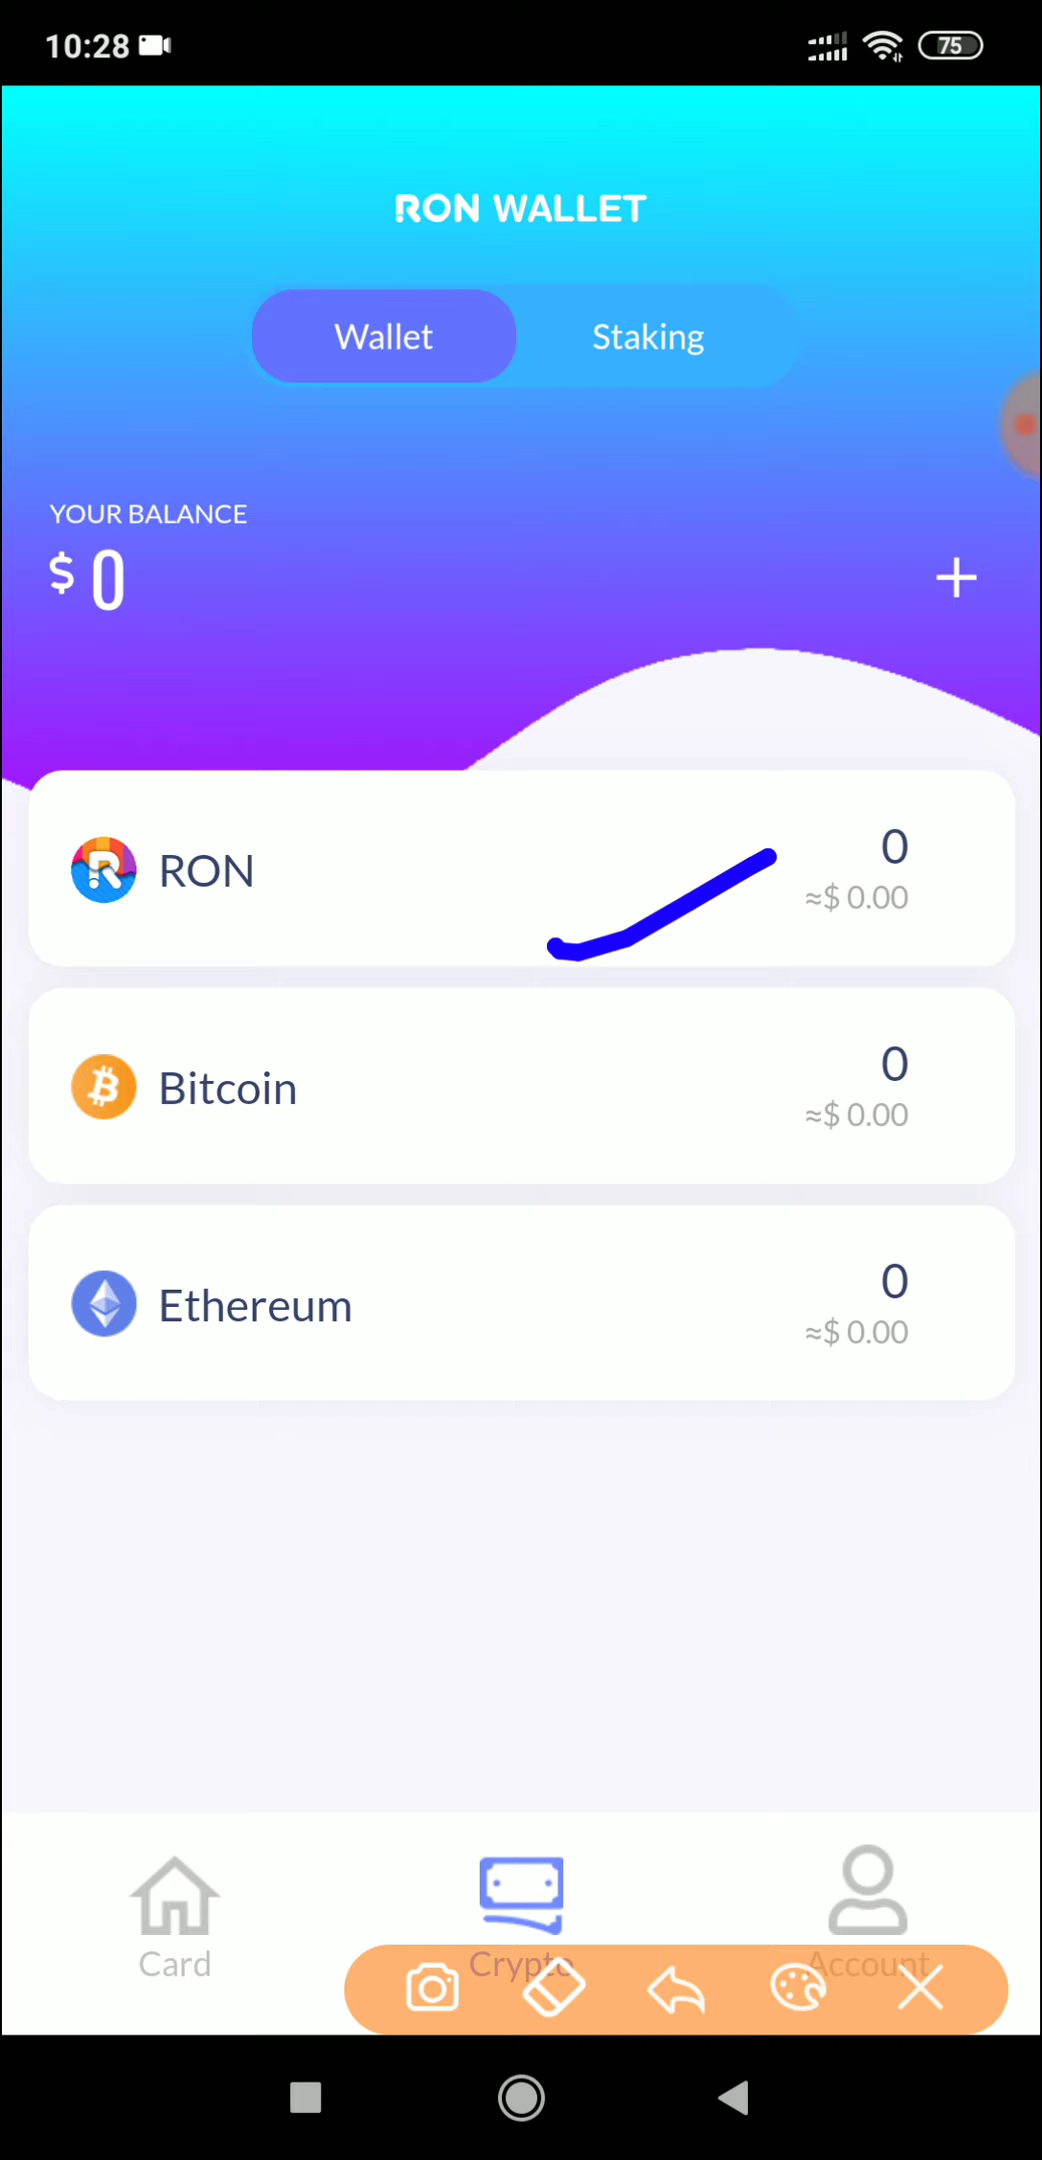 10:28
75
RON WALLET
Wallet Staking
YOUR BALANCE
$ 0
+
RON
0
≈$ 0.00
Bitcoin
0
≈$ 0.00
Ethereum
0
≈$ 0.00
Card Crypto Account